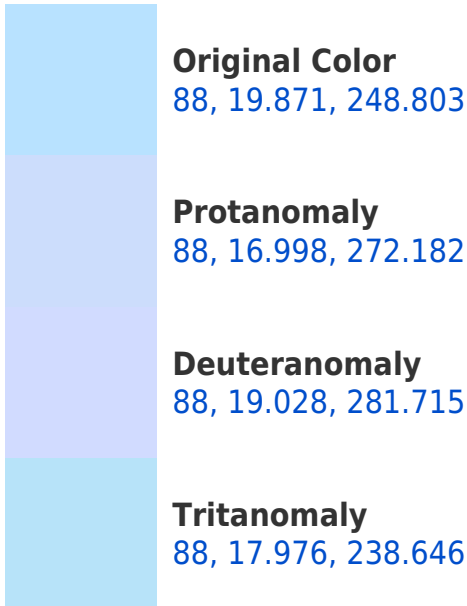 Original Color
88, 19.871, 248.803
Protanomaly
88, 16.998, 272.182
Deuteranomaly
88, 19.028, 281.715
Tritanomaly
88, 17.976, 238.646